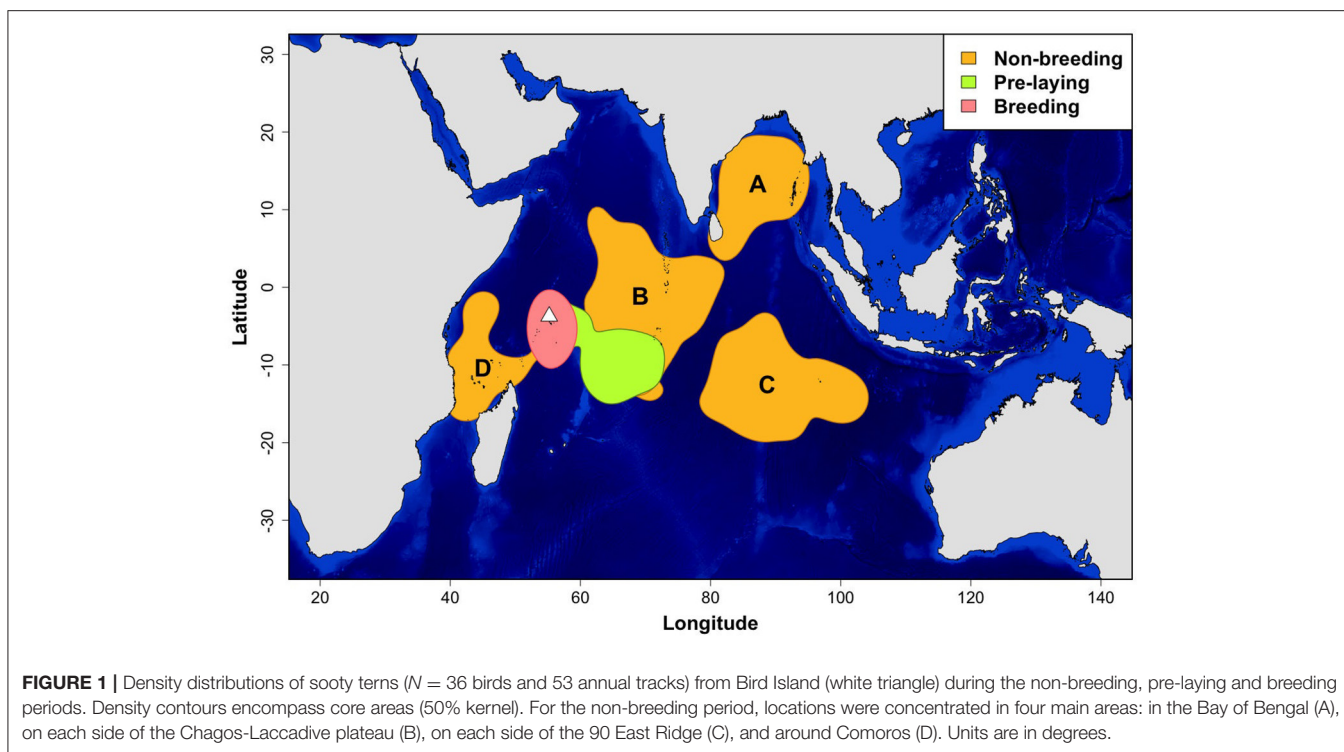 30
20
10
0
-10
-20
-30
Latitude
20
40
60
80
100
120
140
Longitude
Non-breeding
Pre-laying
Breeding
A
B
C
D
FIGURE 1 | Density distributions of sooty terns (N = 36 birds and 53 annual tracks) from Bird Island (white triangle) during the non-breeding, pre-laying and breeding
periods. Density contours encompass core areas (50% kernel). For the non-breeding period, locations were concentrated in four main areas: in the Bay of Bengal (A),
on each side of the Chagos-Laccadive plateau (B), on each side of the 90 East Ridge (C), and around Comoros (D). Units are in degrees.